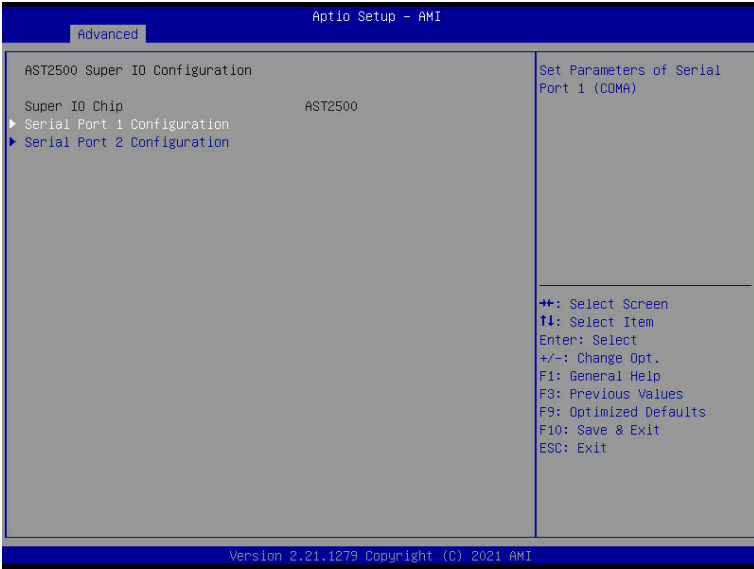 Aptio Setup – AMI
Advanced
AST2500 Super IO Configuration
Super IO Chip AST2500
Serial Port 1 Configuration
Serial Port 2 Configuration
Set Parameters of Serial
Port 1 (COMA)
→←: Select Screen
↑↓: Select Item
Enter: Select
+/-: Change Opt.
F1: General Help
F3: Previous Values
F9: Optimized Defaults
F10: Save & Exit
ESC: Exit
Version 2.21.1279 Copyright (C) 2021 AMI